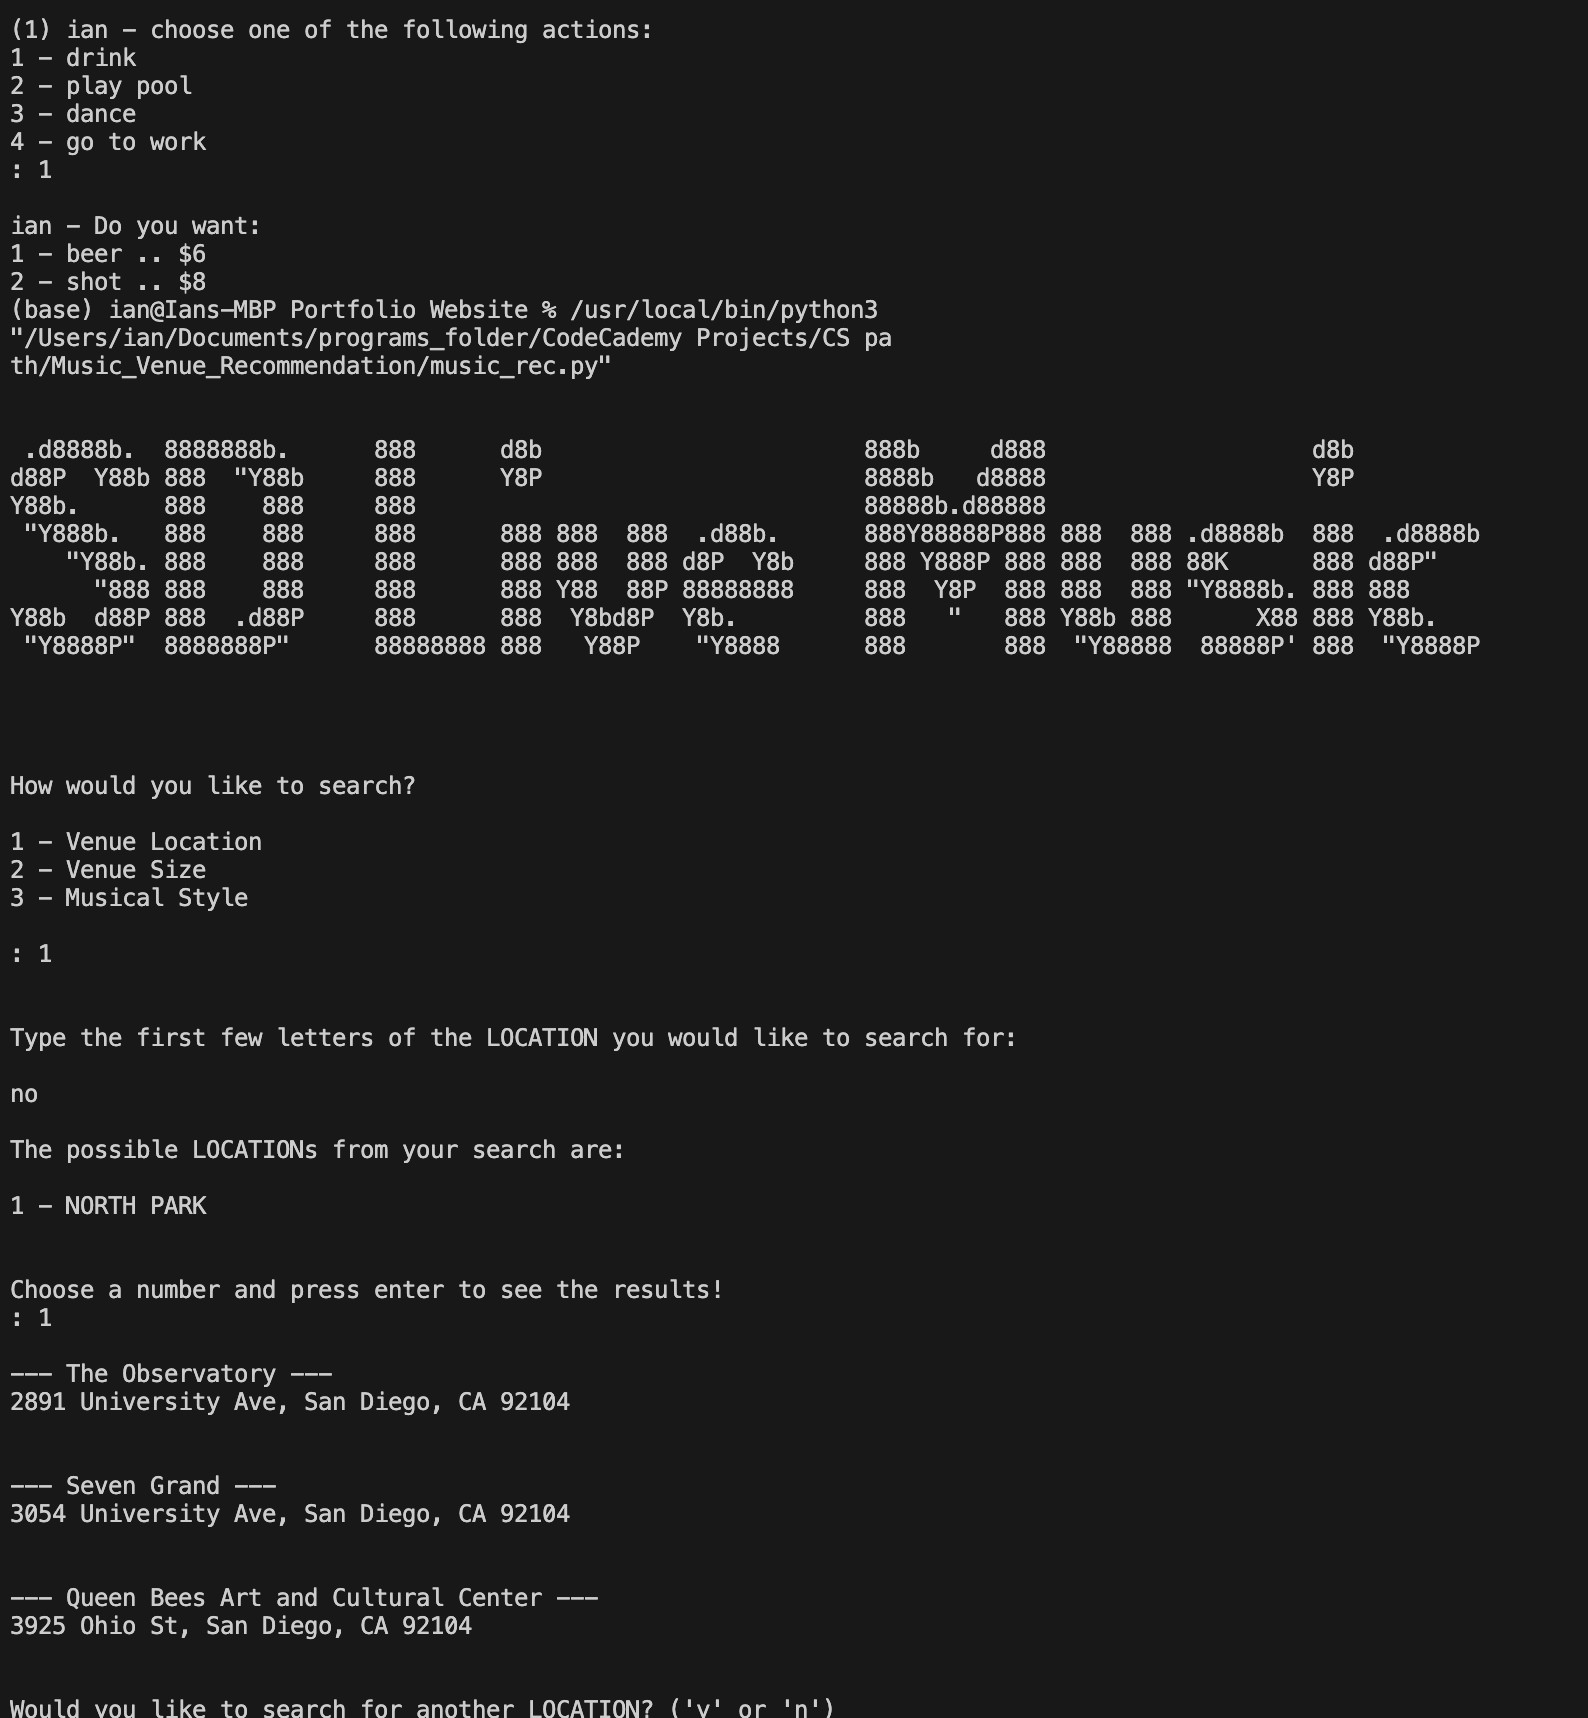 (1) ian – choose one of the following actions:
1 – drink
2 – play pool
3 – dance
4 – go to work
: 1
ian – Do you want:
1 – beer .. $6
2 – shot .. $8
(base) ian@Ians-MBP Portfolio Website % /usr/local/bin/python3
"/Users/ian/Documents/programs_folder/CodeCademy Projects/CS pa
th/Music_Venue_Recommendation/music_rec.py"
 .d8888b.  8888888b.      888      d8b                       888b     d888                   d8b
d88P  Y88b 888  "Y88b     888      Y8P                       8888b   d8888                   Y8P
Y88b.      888    888     888                                88888b.d88888
 "Y888b.   888    888     888      888 888  888  .d88b.      888Y88888P888 888  888 .d8888b  888  .d8888b
    "Y88b. 888    888     888      888 888  888 d8P  Y8b     888 Y888P 888 888  888 88K      888 d88P"
      "888 888    888     888      888 Y88  88P 88888888     888  Y8P  888 888  888 "Y8888b. 888 888
Y88b  d88P 888  .d88P     888      888  Y8bd8P  Y8b.         888   "   888 Y88b 888      X88 888 Y88b.
 "Y8888P"  8888888P"      88888888 888   Y88P    "Y8888      888       888  "Y88888  88888P' 888  "Y8888P
How would you like to search?
1 – Venue Location
2 – Venue Size
3 – Musical Style
: 1
Type the first few letters of the LOCATION you would like to search for:
no
The possible LOCATIONs from your search are:
1 – NORTH PARK
Choose a number and press enter to see the results!
: 1
––– The Observatory –––
2891 University Ave, San Diego, CA 92104
––– Seven Grand –––
3054 University Ave, San Diego, CA 92104
––– Queen Bees Art and Cultural Center –––
3925 Ohio St, San Diego, CA 92104
Would you like to search for another LOCATION? ('y' or 'n')